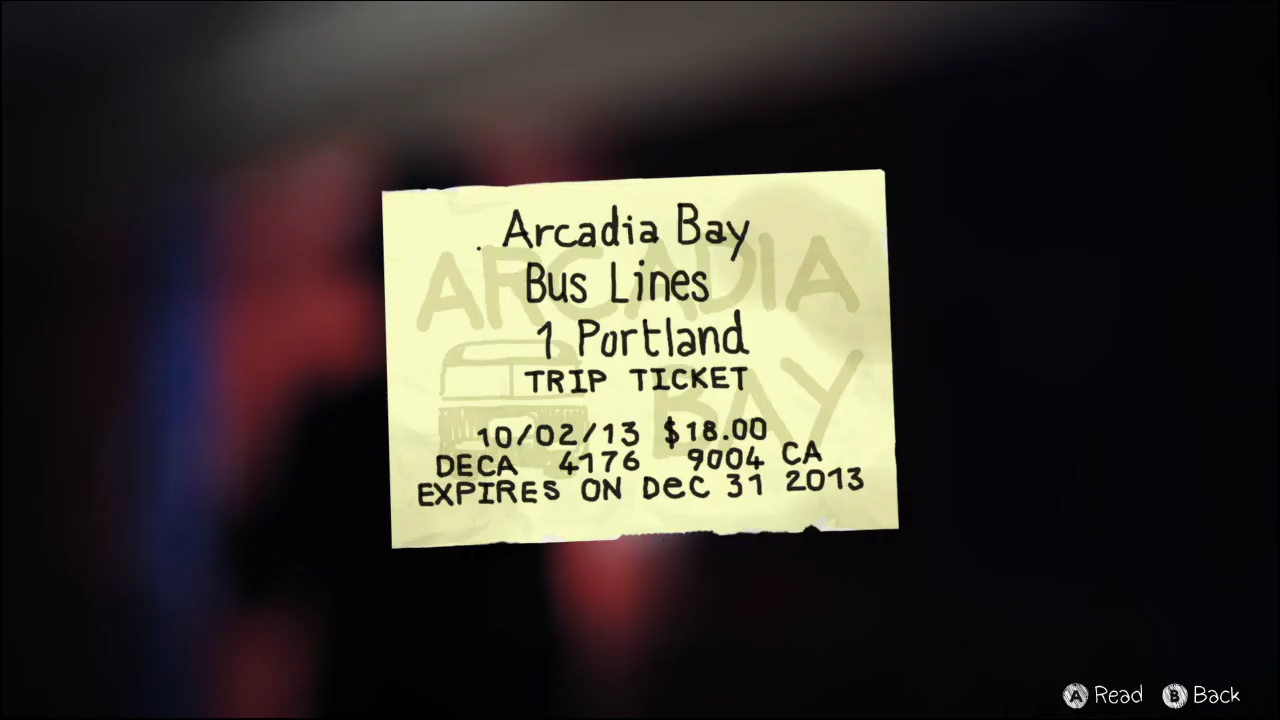 Arcadia Bay
Bus Lines
1 Portland
TRIP TICKET
10/02/13 $18.00
DECA 4176 9004 CA
EXPIRES ON DEC 31 2013
ARCADIA
BAY
A Read B Back